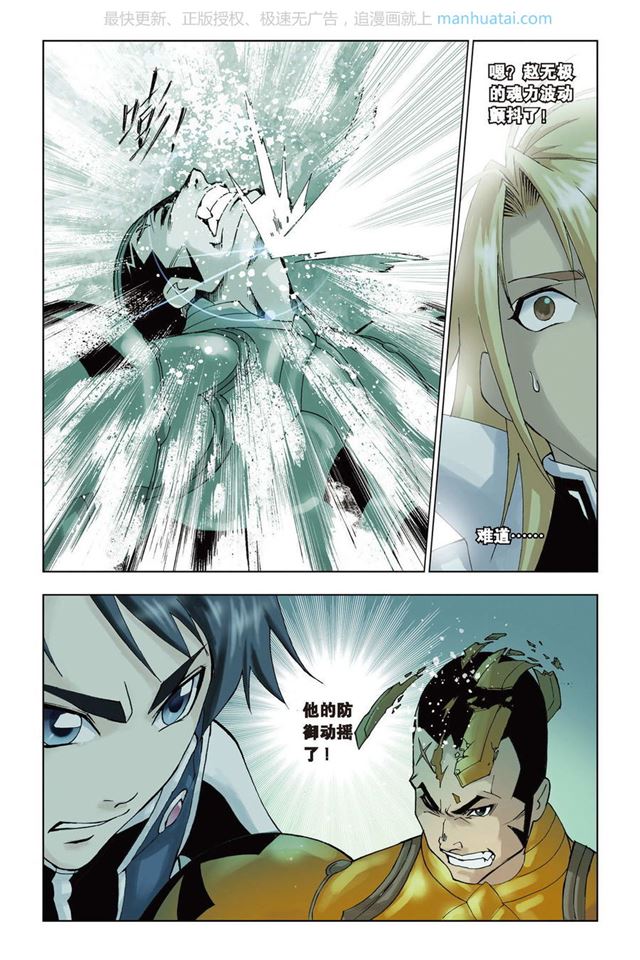 最快更新、正版授权、极速无广告，追漫画就上 manhuatai.com
嘭!
嗯？赵无极
的魂力波动
颤抖了！
难道……
他的防
御动摇
了！